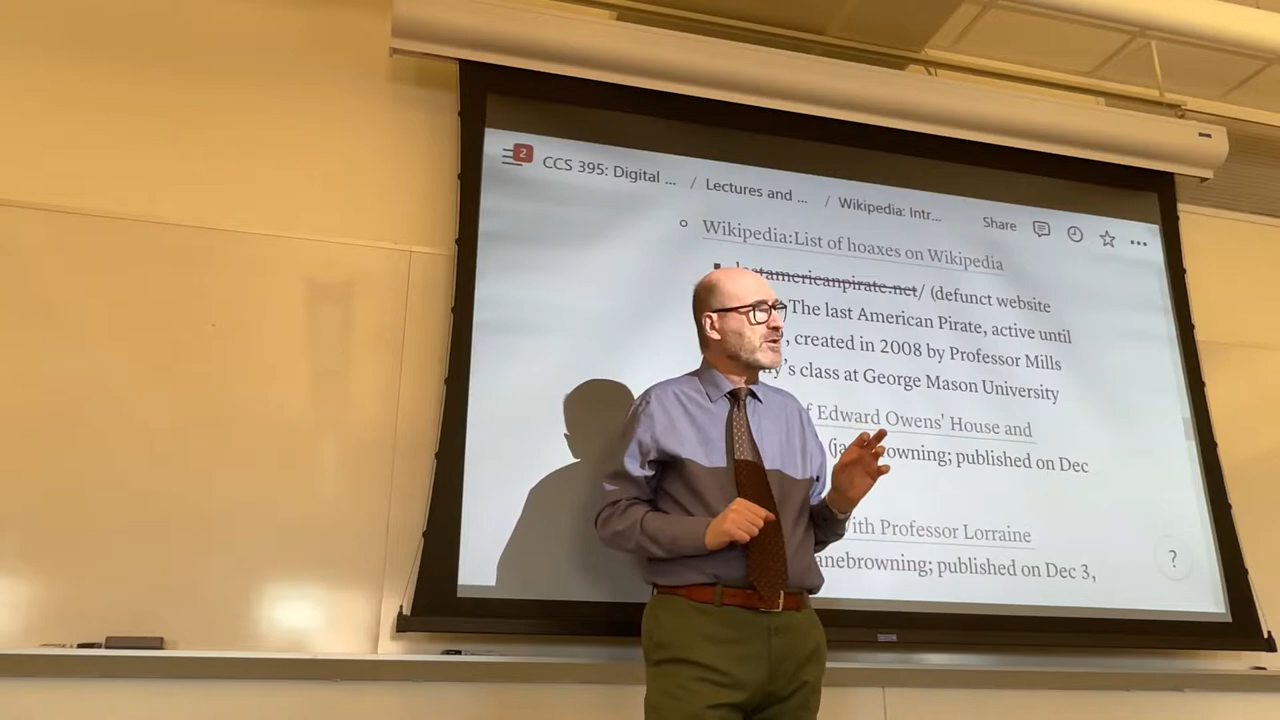 2
CCS 395: Digital ... / Lectures and ... / Wikipedia: Intr... Share
Wikipedia:List of hoaxes on Wikipedia
lastamericanpirate.net/ (defunct website
The last American Pirate, active until
, created in 2008 by Professor Mills
's class at George Mason University
Edward Owens' House and
owning; published on Dec
ith Professor Lorraine
anebrowning; published on Dec 3,
?